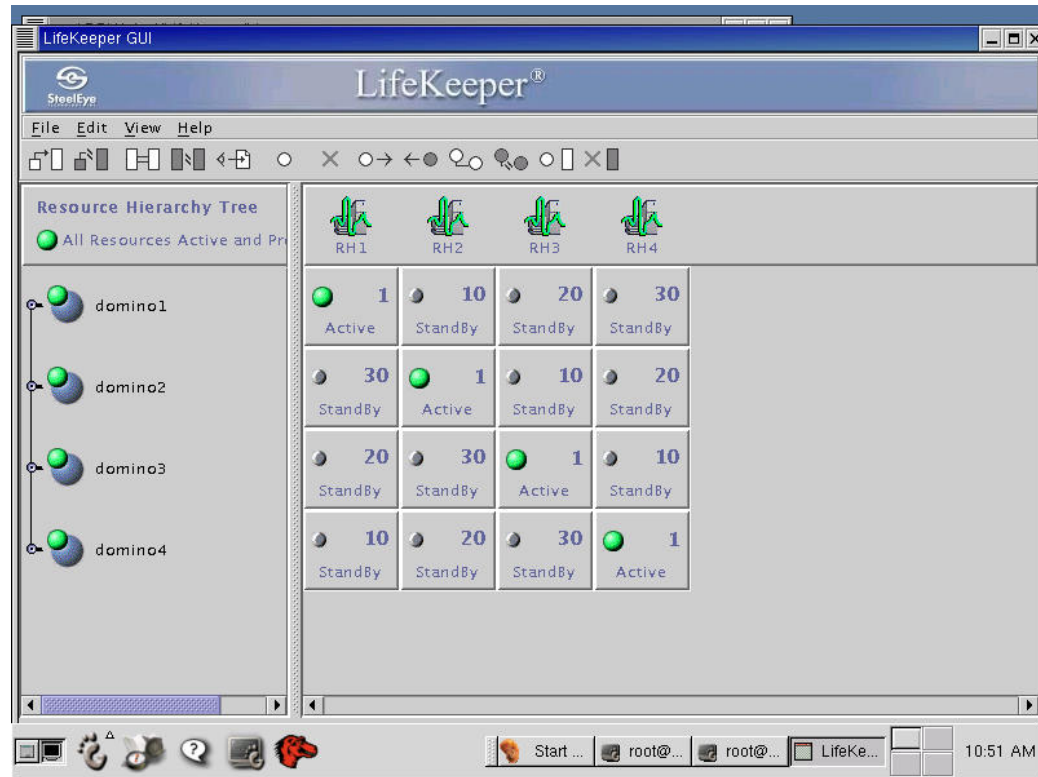 LifeKeeper GUI
SteelEye
LifeKeeper®
File Edit View Help
Resource Hierarchy Tree
All Resources Active and Pr
RH1 RH2 RH3 RH4
domino1
1 10 20 30
Active StandBy StandBy StandBy
domino2
30 1 10 20
StandBy Active StandBy StandBy
domino3
20 30 1 10
StandBy StandBy Active StandBy
domino4
10 20 30 1
StandBy StandBy StandBy Active
Start ... root@... root@... LifeKe... 10:51 AM